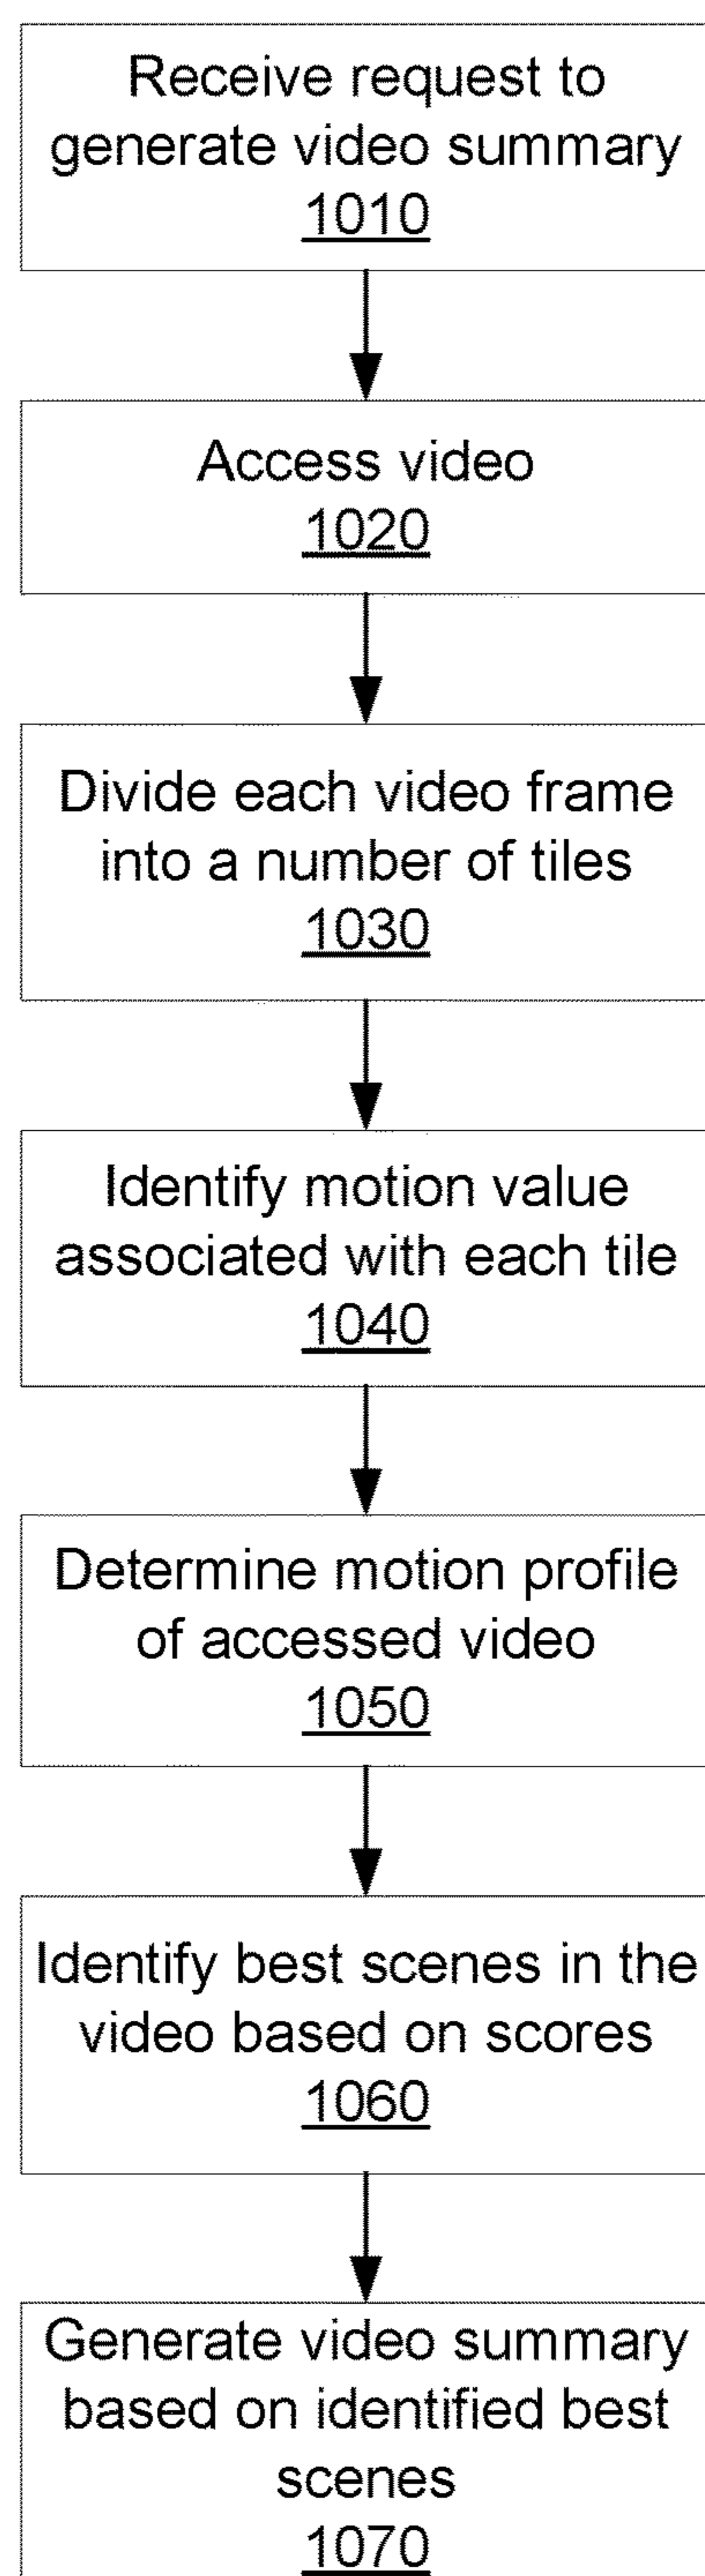 Receive request to
generate video summary
1010
Access video
1020
Divide each video frame
into a number of tiles
1030
Identify motion value
associated with each tile
1040
Determine motion profile
of accessed video
1050
Identify best scenes in the
video based on scores
1060
Generate video summary
based on identified best
scenes
1070